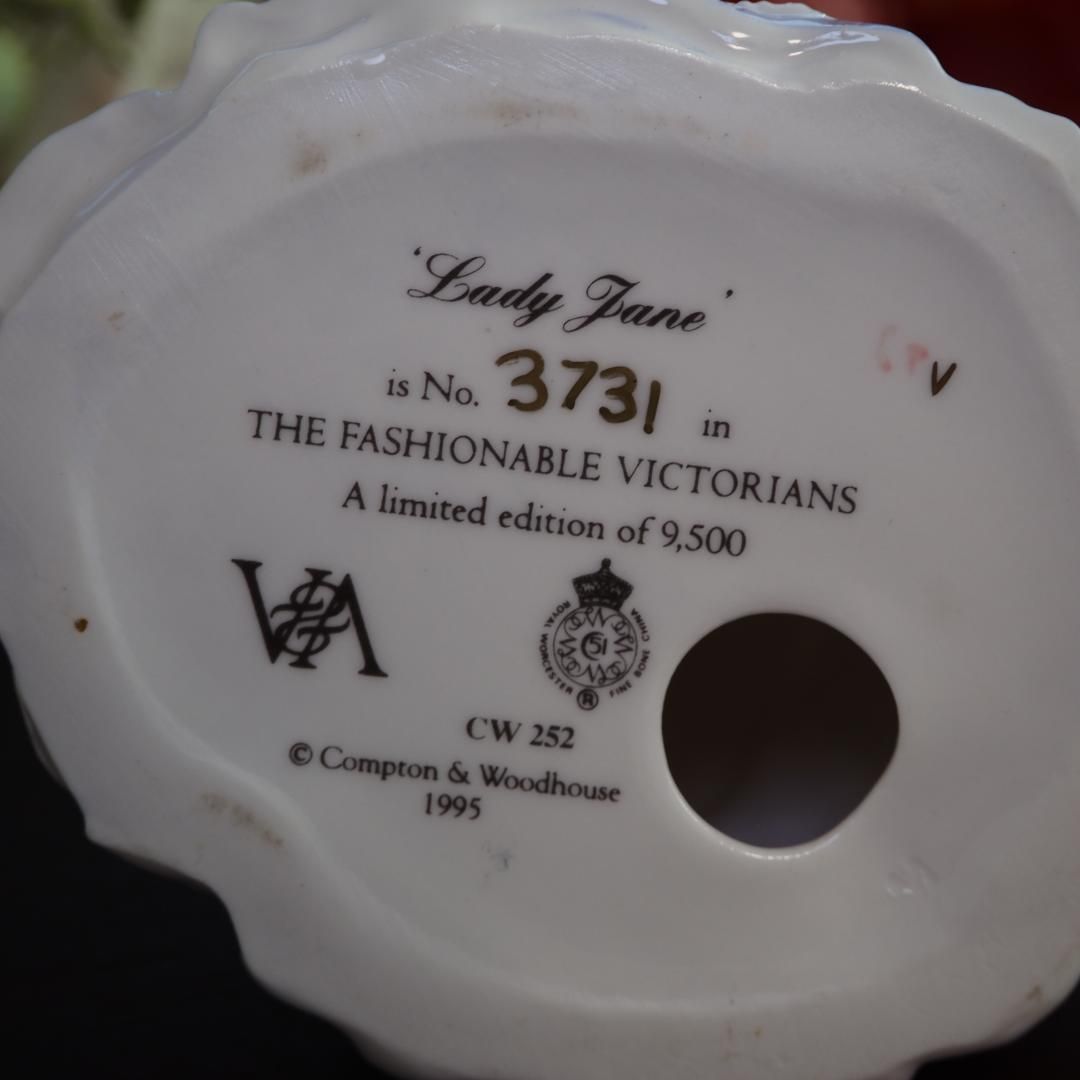 'Lady Jane'
is No. 3731 in
THE FASHIONABLE VICTORIANS
A limited edition of 9,500
V&A
ROYAL WORCESTER FINE BONE CHINA
51
®
CW 252
© Compton & Woodhouse
1995
V